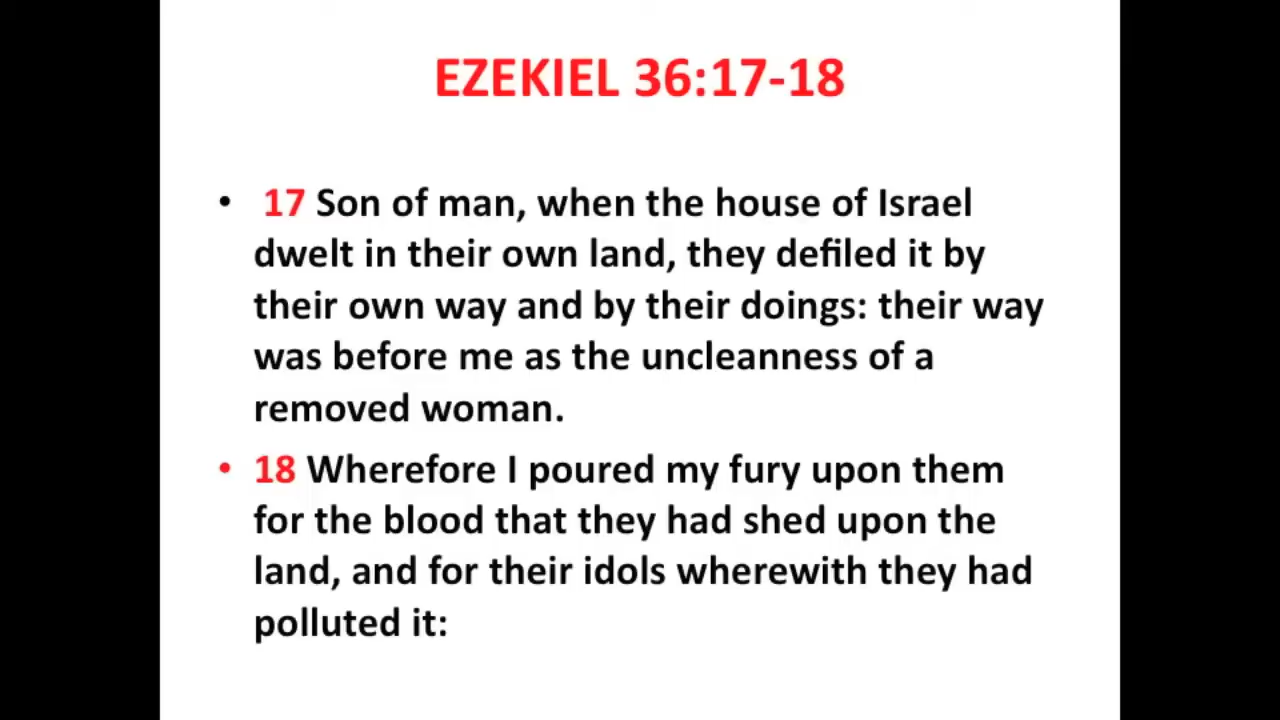 EZEKIEL 36:17-18
• 17 Son of man, when the house of Israel
dwelt in their own land, they defiled it by
their own way and by their doings: their way
was before me as the uncleanness of a
removed woman.
• 18 Wherefore I poured my fury upon them
for the blood that they had shed upon the
land, and for their idols wherewith they had
polluted it: